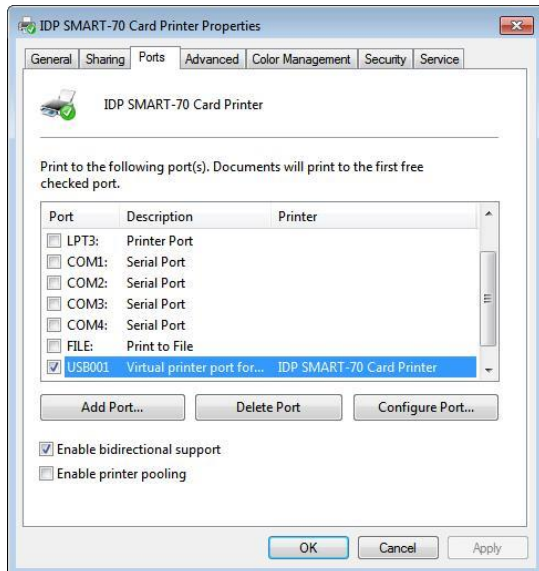 IDP SMART-70 Card Printer Properties
General Sharing Ports Advanced Color Management Security Service
IDP SMART-70 Card Printer
Print to the following port(s). Documents will print to the first free
checked port.
Port Description Printer
LPT3: Printer Port
COM1: Serial Port
COM2: Serial Port
COM3: Serial Port
COM4: Serial Port
FILE: Print to File
USB001 Virtual printer port for... IDP SMART-70 Card Printer
Add Port... Delete Port Configure Port...
Enable bidirectional support
Enable printer pooling
OK Cancel Apply